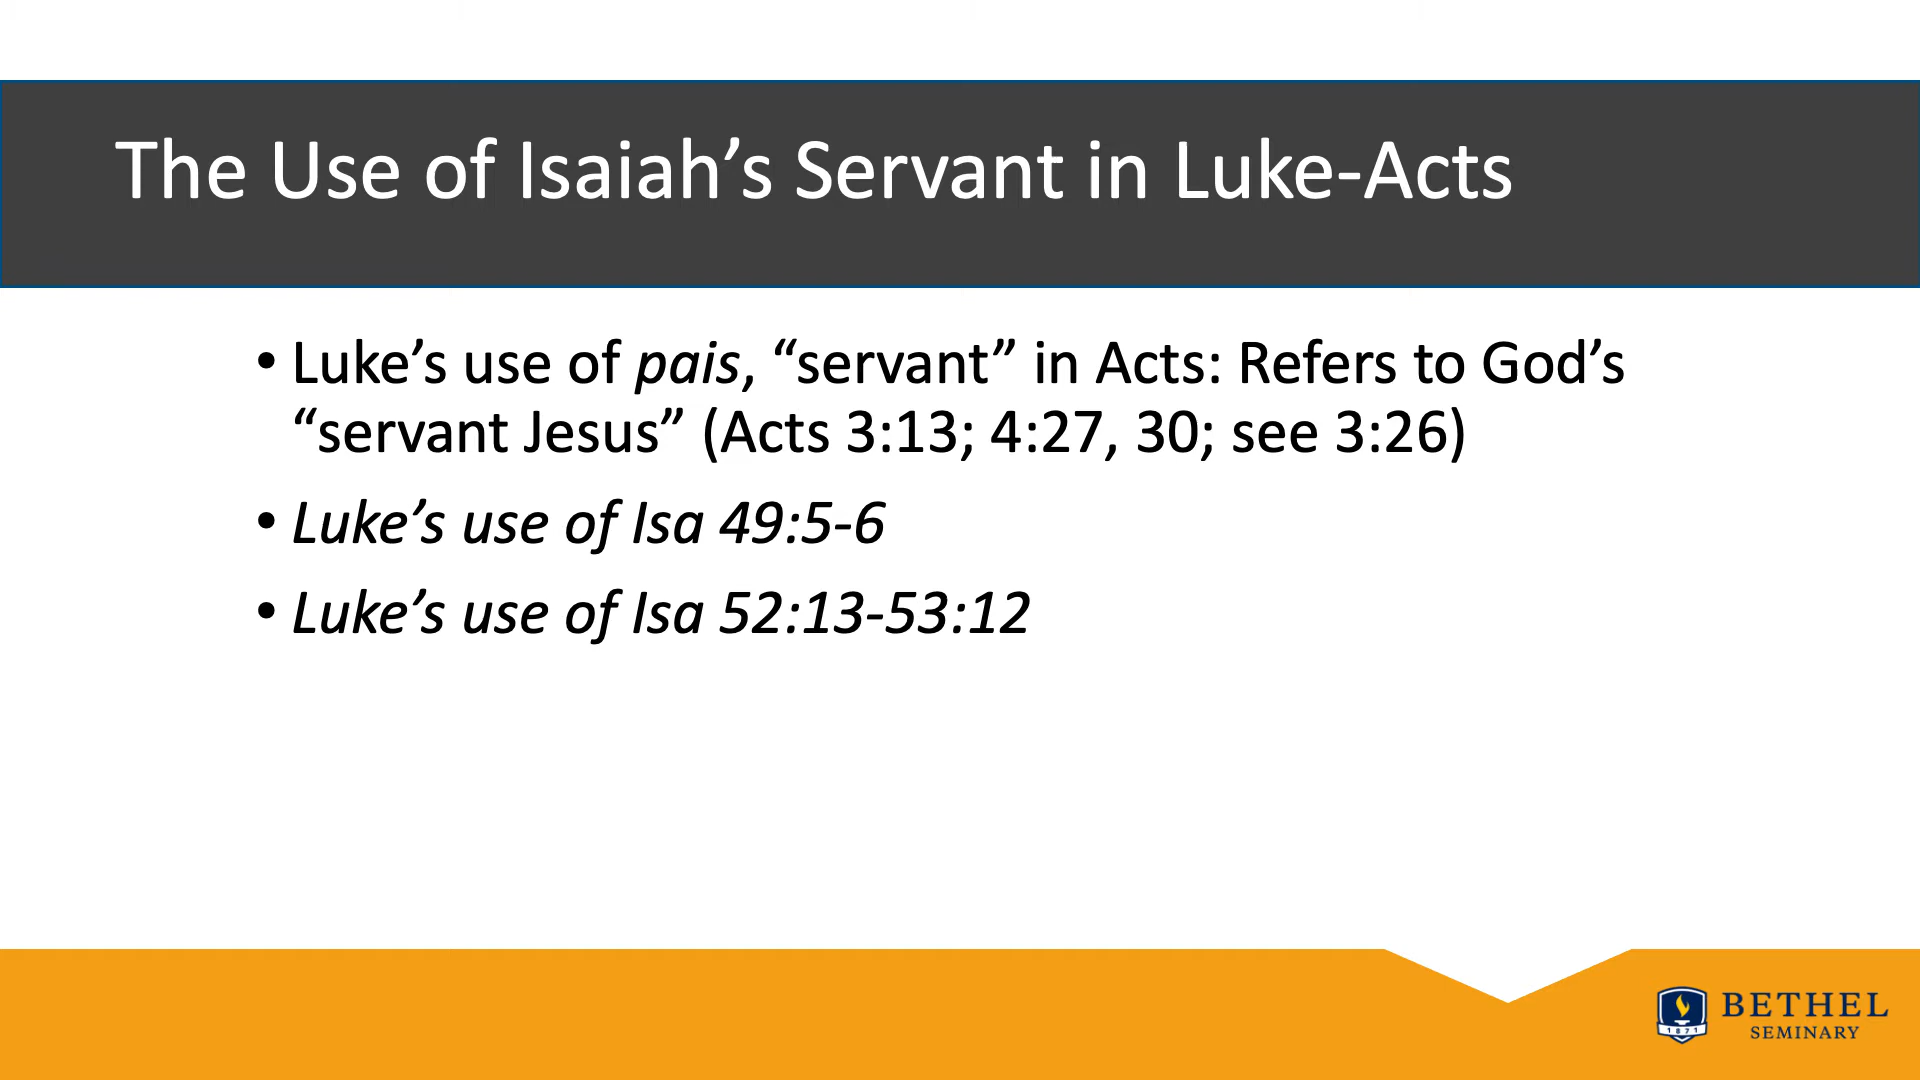 The Use of Isaiah’s Servant in Luke-Acts
• Luke’s use of pais, “servant” in Acts: Refers to God’s
“servant Jesus” (Acts 3:13; 4:27, 30; see 3:26)
• Luke’s use of Isa 49:5-6
• Luke’s use of Isa 52:13-53:12
1871
BETHEL
SEMINARY